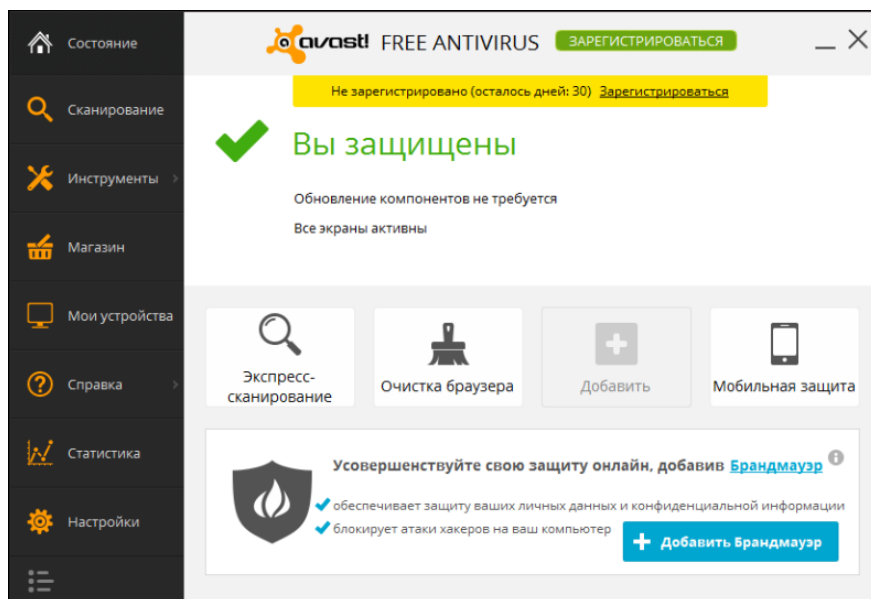 Состояние
Сканирование
Инструменты
Магазин
Мои устройства
Справка
Статистика
Настройки
avast! FREE ANTIVIRUS ЗАРЕГИСТРИРОВАТЬСЯ
Не зарегистрировано (осталось дней: 30) Зарегистрироваться
Вы защищены
Обновление компонентов не требуется
Все экраны активны
Экспресс-
сканирование
Очистка браузера
Добавить
Мобильная защита
Усовершенствуйте свою защиту онлайн, добавив Брандмауэр
обеспечивает защиту ваших личных данных и конфиденциальной информации
блокирует атаки хакеров на ваш компьютер
Добавить Брандмауэр